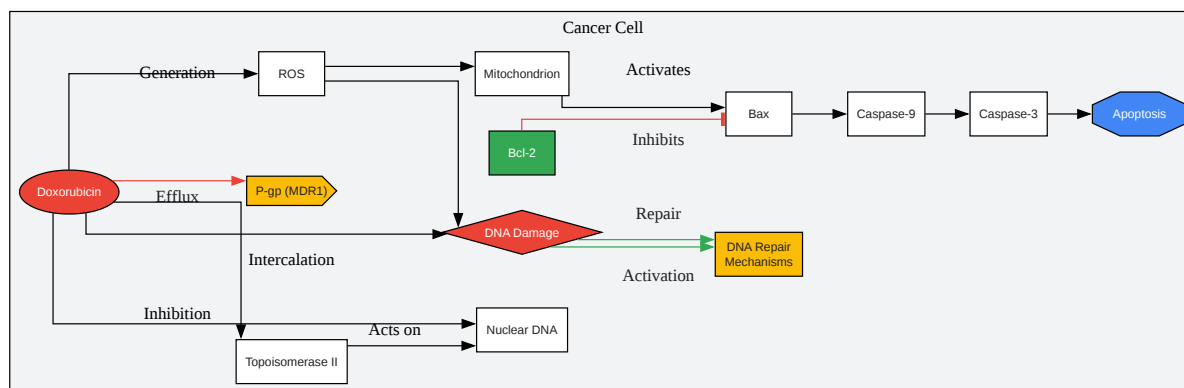 Cancer Cell
Generation
ROS
Mitochondrion
Activates
Bax
Caspase-9
Caspase-3
Apoptosis
Inhibits
Bcl-2
Doxorubicin
Efflux
P-gp (MDR1)
DNA Damage
Repair
DNA Repair
Mechanisms
Activation
Intercalation
Inhibition
Acts on
Nuclear DNA
Topoisomerase II